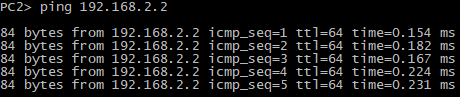 PC2> ping 192.168.2.2
84 bytes from 192.168.2.2 icmp_seq=1 ttl=64 time=0.154 ms
84 bytes from 192.168.2.2 icmp_seq=2 ttl=64 time=0.182 ms
84 bytes from 192.168.2.2 icmp_seq=3 ttl=64 time=0.167 ms
84 bytes from 192.168.2.2 icmp_seq=4 ttl=64 time=0.224 ms
84 bytes from 192.168.2.2 icmp_seq=5 ttl=64 time=0.231 ms